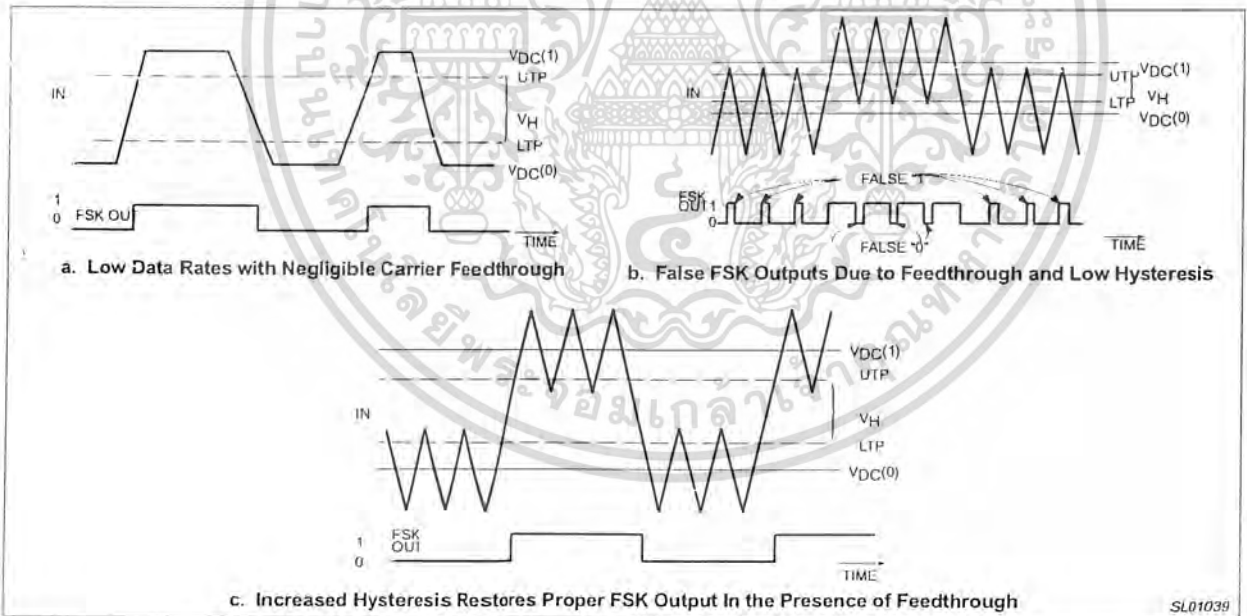 IN
VDC(1)
UTP
VH
LTP
VDC(0)
1
0
FSK OU
TIME
a. Low Data Rates with Negligible Carrier Feedthrough
IN
UTP
VDC(1)
VH
LTP
VDC(0)
FSK
OUT
1
0
FALSE "1"
FALSE "0"
TIME
b. False FSK Outputs Due to Feedthrough and Low Hysteresis
IN
VDC(1)
UTP
VH
LTP
VDC(0)
1
0
FSK
OUT
TIME
c. Increased Hysteresis Restores Proper FSK Output In the Presence of Feedthrough
SL01039